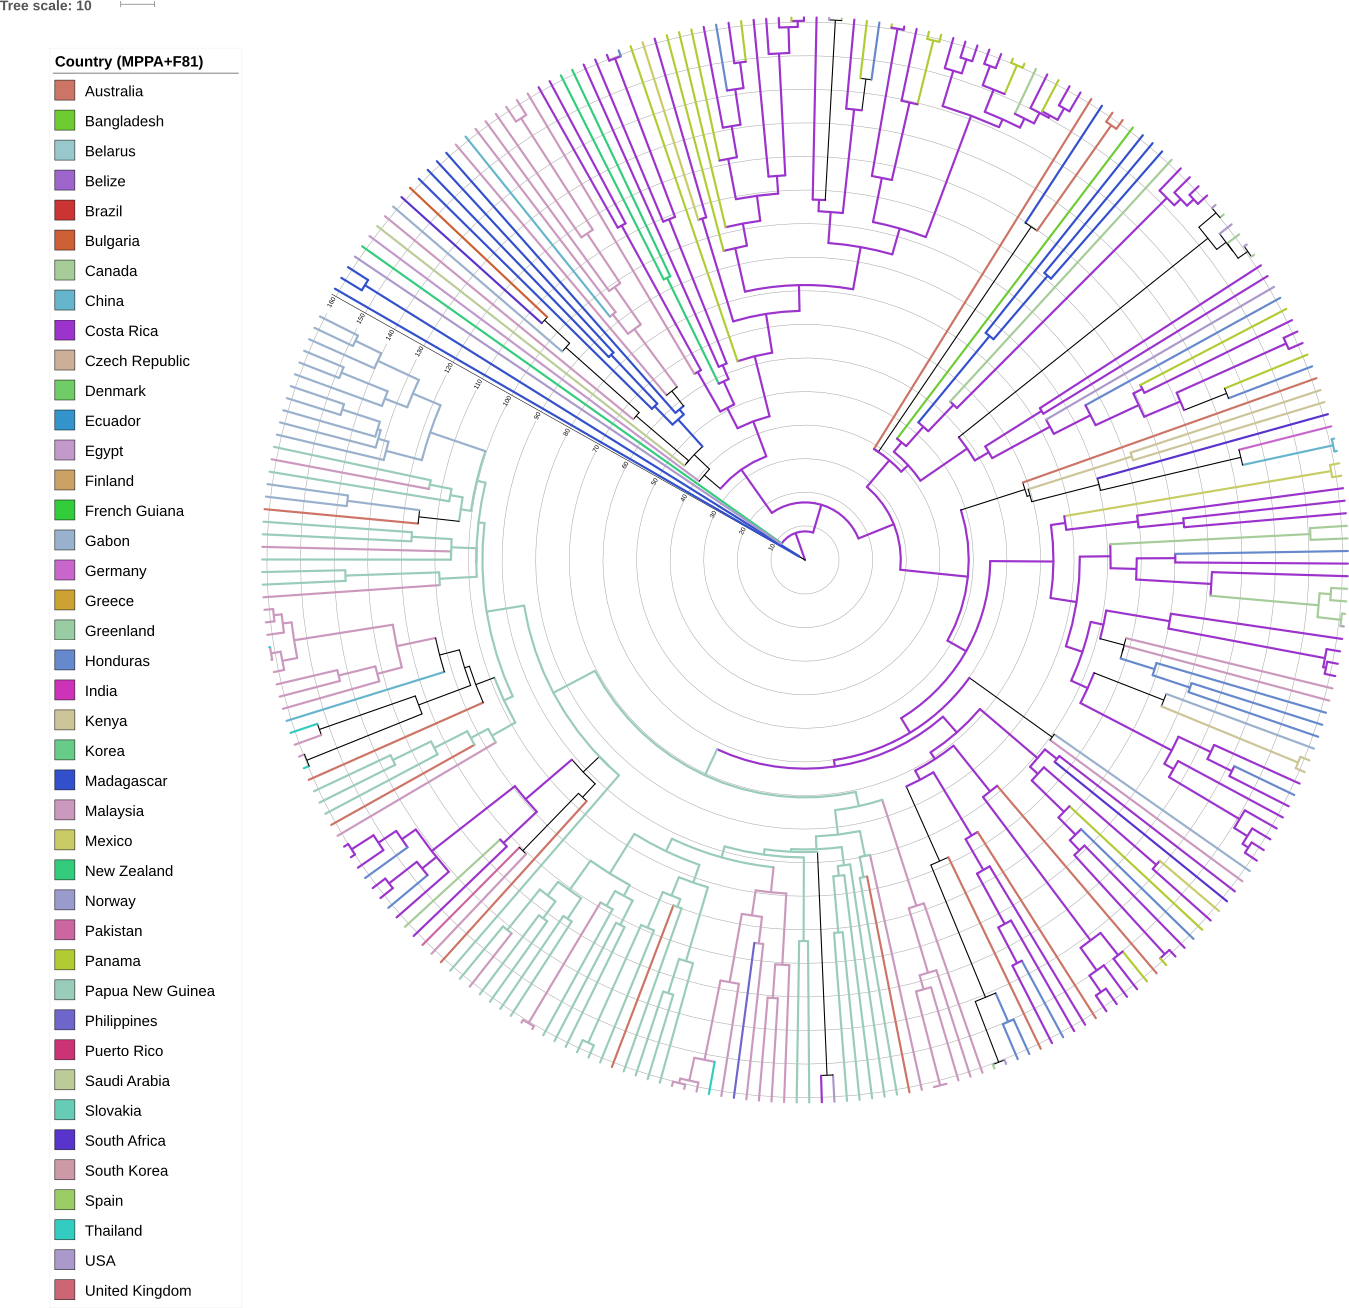 Tree scale: 10
Country (MPPA+F81)
Australia
Bangladesh
Belarus
Belize
Brazil
Bulgaria
Canada
China
Costa Rica
Czech Republic
Denmark
Ecuador
Egypt
Finland
French Guiana
Gabon
Germany
Greece
Greenland
Honduras
India
Kenya
Korea
Madagascar
Malaysia
Mexico
New Zealand
Norway
Pakistan
Panama
Papua New Guinea
Philippines
Puerto Rico
Saudi Arabia
Slovakia
South Africa
South Korea
Spain
Thailand
USA
United Kingdom
160
150
140
130
120
110
100
90
80
70
60
50
40
30
20
10